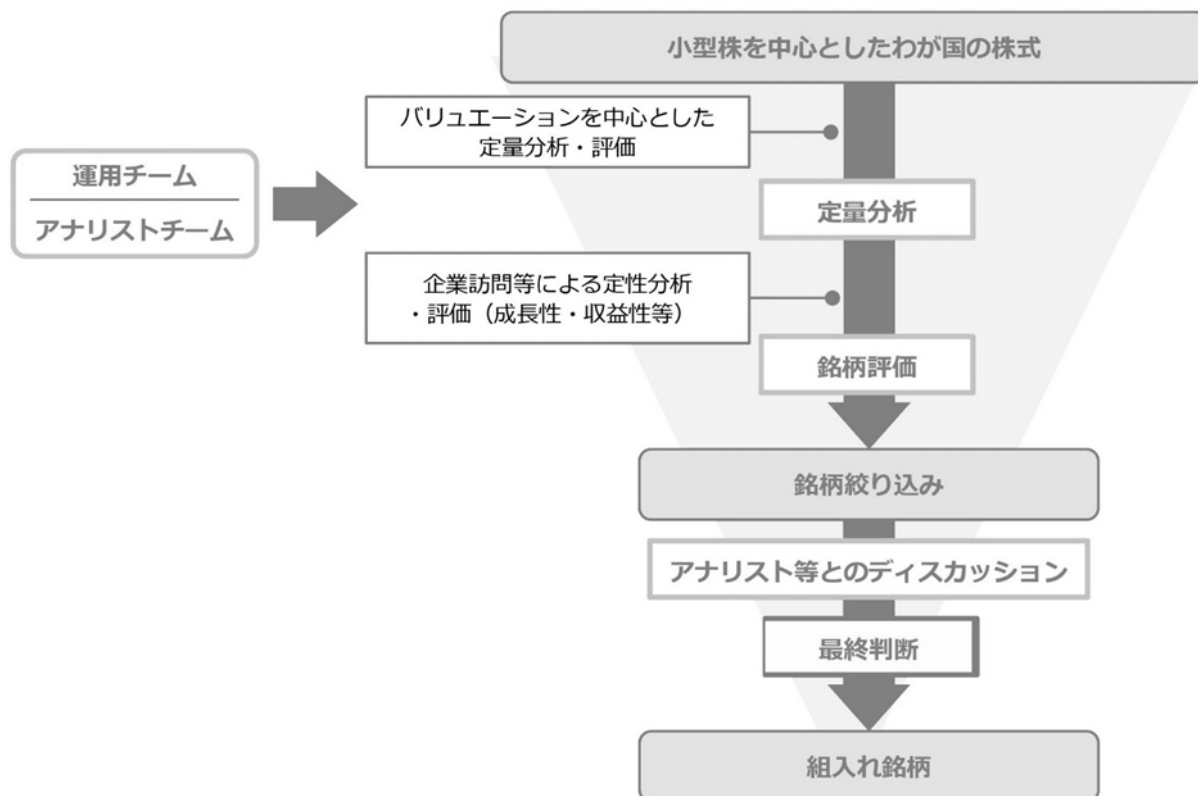 小型株を中心としたわが国の株式
バリュエーションを中心とした
定量分析・評価
運用チーム
アナリストチーム
定量分析
企業訪問等による定性分析
・評価（成長性・収益性等）
銘柄評価
銘柄絞り込み
アナリスト等とのディスカッション
最終判断
組入れ銘柄